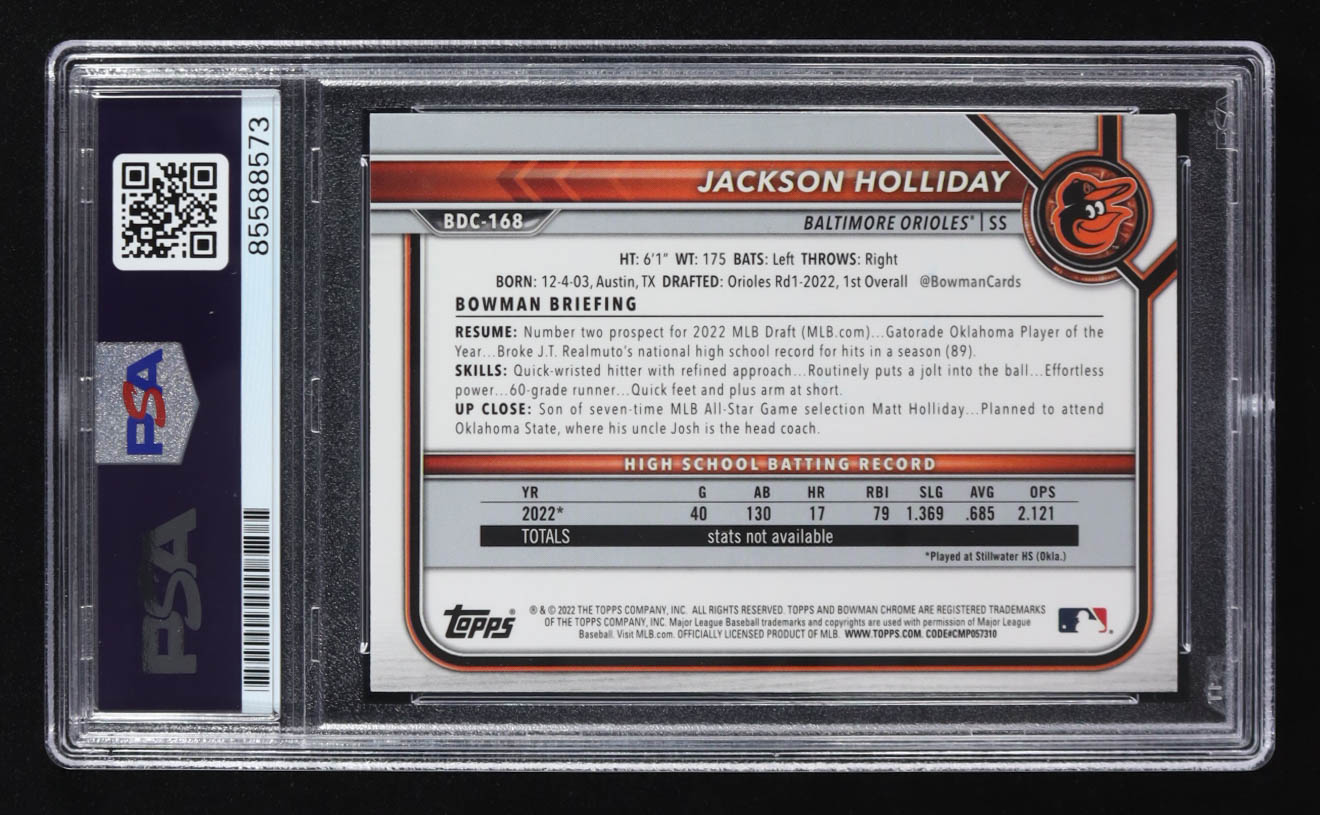 85588573
PSA
PSA
JACKSON HOLLIDAY
BDC-168
BALTIMORE ORIOLES® | SS
HT: 6'1" WT: 175 BATS: Left THROWS: Right
BORN: 12-4-03, Austin, TX DRAFTED: Orioles Rd1-2022, 1st Overall @BowmanCards
BOWMAN BRIEFING
RESUME: Number two prospect for 2022 MLB Draft (MLB.com)...Gatorade Oklahoma Player of the
Year...Broke J.T. Realmuto's national high school record for hits in a season (89).
SKILLS: Quick-wristed hitter with refined approach...Routinely puts a jolt into the ball...Effortless
power...60-grade runner...Quick feet and plus arm at short.
UP CLOSE: Son of seven-time MLB All-Star Game selection Matt Holliday...Planned to attend
Oklahoma State, where his uncle Josh is the head coach.
HIGH SCHOOL BATTING RECORD
YR G AB HR RBI SLG AVG OPS
2022* 40 130 17 79 1.369 .685 2.121
TOTALS stats not available
*Played at Stillwater HS (Okla.)
Topps®
® & © 2022 THE TOPPS COMPANY, INC. ALL RIGHTS RESERVED. TOPPS AND BOWMAN CHROME ARE REGISTERED TRADEMARKS
OF THE TOPPS COMPANY, INC. Major League Baseball trademarks and copyrights are used with permission of Major League
Baseball. Visit MLB.com. OFFICIALLY LICENSED PRODUCT OF MLB. WWW.TOPPS.COM. CODE#CMP057310